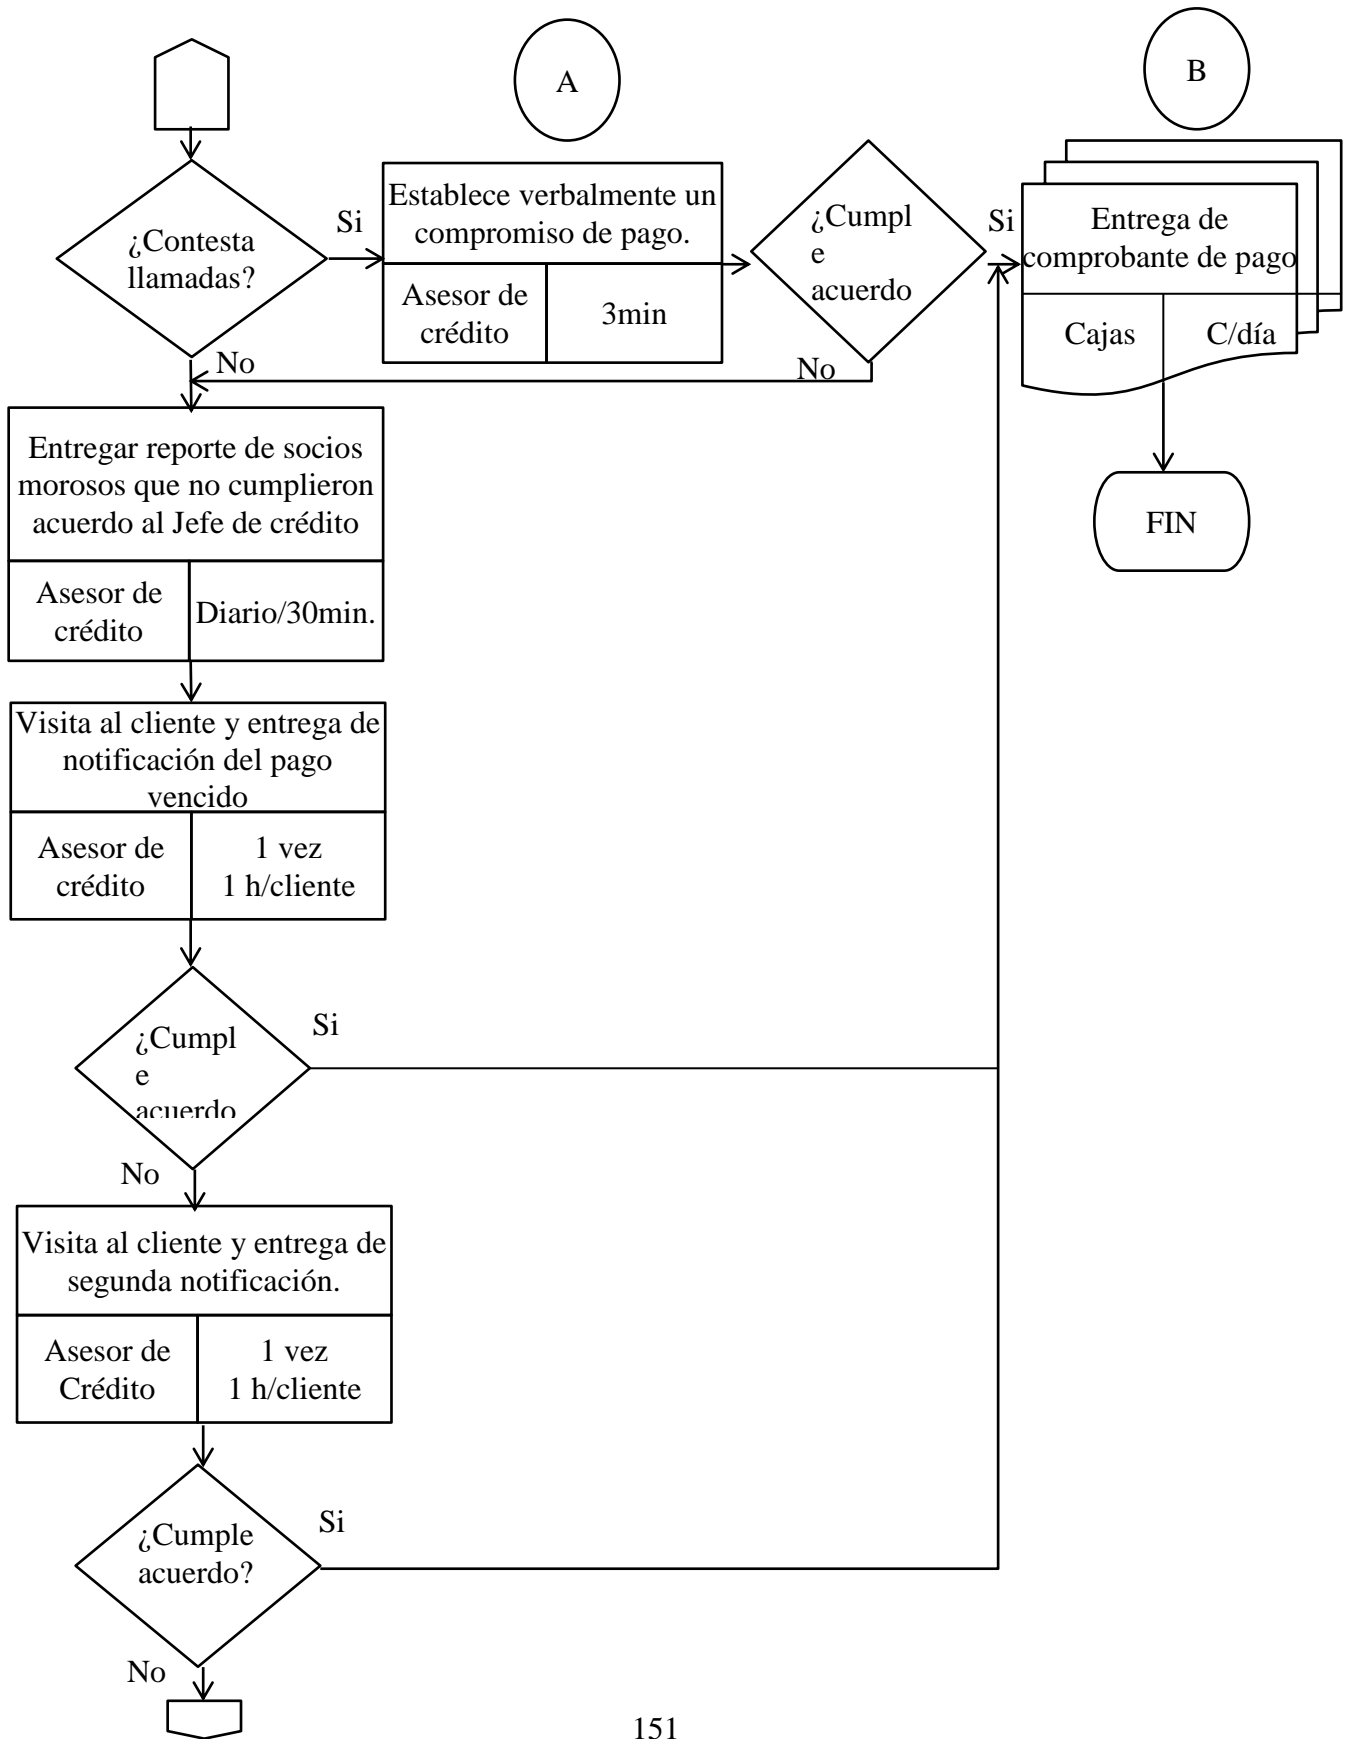 A
B
¿Contesta
llamadas?
Si
Establece verbalmente un
compromiso de pago.
Asesor de
crédito
3min
¿Cumpl
e
acuerdo
Si
Entrega de
comprobante de pago
Cajas
C/día
No
No
FIN
Entregar reporte de socios
morosos que no cumplieron
acuerdo al Jefe de crédito
Asesor de
crédito
Diario/30min.
Visita al cliente y entrega de
notificación del pago
vencido
Asesor de
crédito
1 vez
1 h/cliente
¿Cumpl
e
acuerdo
Si
No
Visita al cliente y entrega de
segunda notificación.
Asesor de
Crédito
1 vez
1 h/cliente
¿Cumple
acuerdo?
Si
No
151